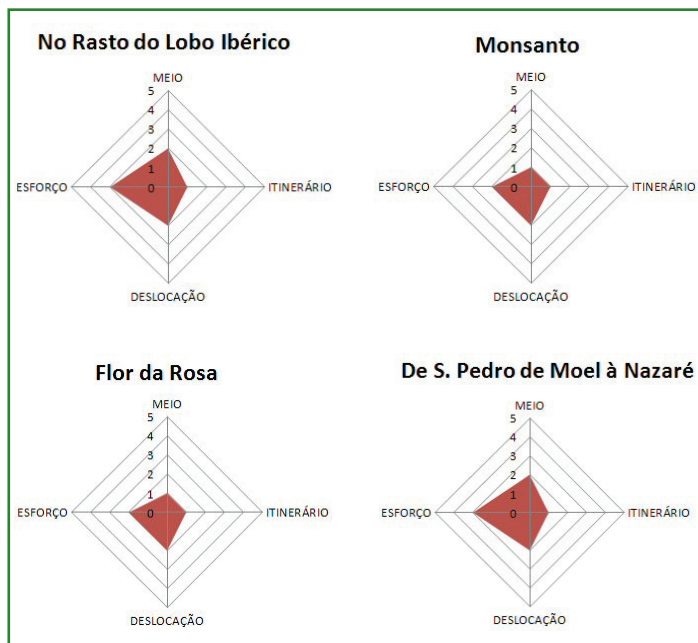 No Rasto do Lobo Ibérico
MEIO
5
4
3
2
1
0
ESFORÇO
ITINERÁRIO
DESLOCAÇÃO
Monsanto
MEIO
5
4
3
2
1
0
ESFORÇO
ITINERÁRIO
DESLOCAÇÃO
Flor da Rosa
MEIO
5
4
3
2
1
0
ESFORÇO
ITINERÁRIO
DESLOCAÇÃO
De S. Pedro de Moel à Nazaré
MEIO
5
4
3
2
1
0
ESFORÇO
ITINERÁRIO
DESLOCAÇÃO